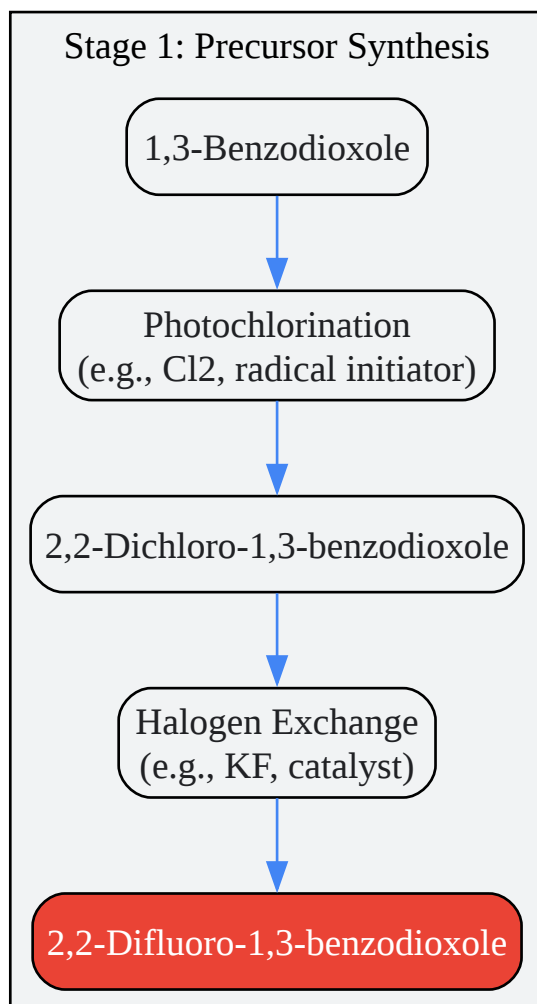 Stage 1: Precursor Synthesis
1,3-Benzodioxole
Photochlorination
(e.g., Cl2, radical initiator)
2,2-Dichloro-1,3-benzodioxole
Halogen Exchange
(e.g., KF, catalyst)
2,2-Difluoro-1,3-benzodioxole